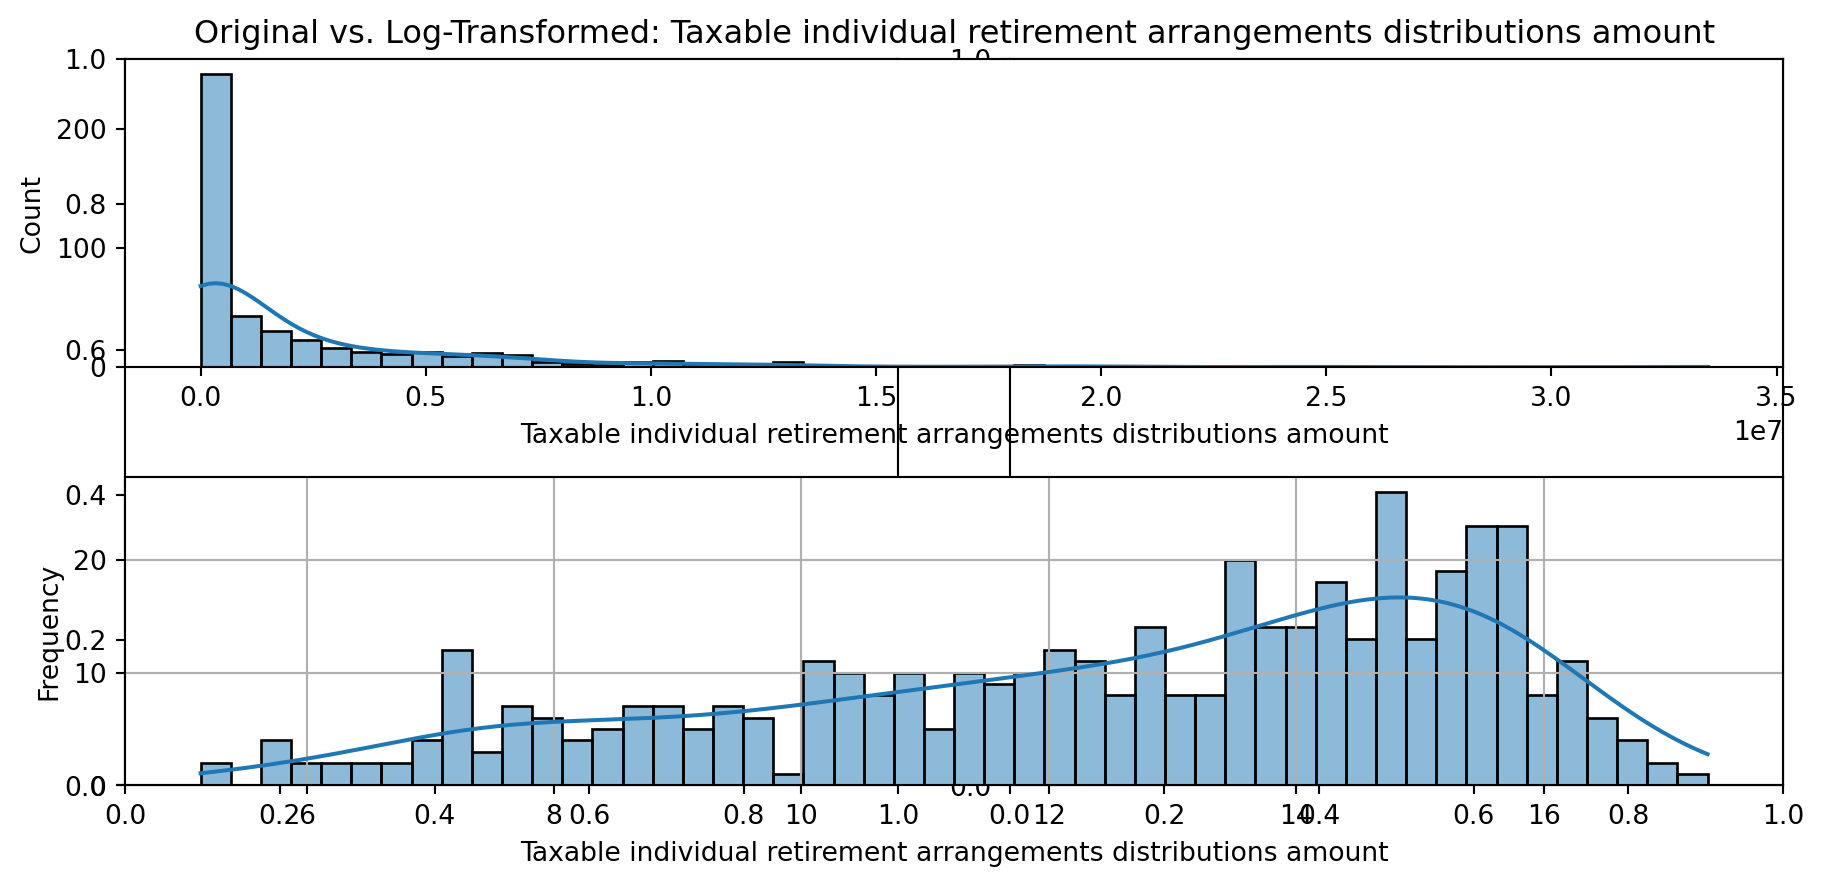 Original vs. Log-Transformed: Taxable individual retirement arrangements distributions amount
1.0
1.0
200
Count
0.8
100
0.6
0
0.0 0.5 1.0 1.5 2.0 2.5 3.0 3.5
Taxable individual retirement arrangements distributions amount
1e7
0.4
20
Frequency
0.2
10
0.0
0.0
0.0 0.2 6 0.4 8 0.6 0.8 10 1.0 0.0 12 0.2 14 0.4 0.6 16 0.8 1.0
Taxable individual retirement arrangements distributions amount